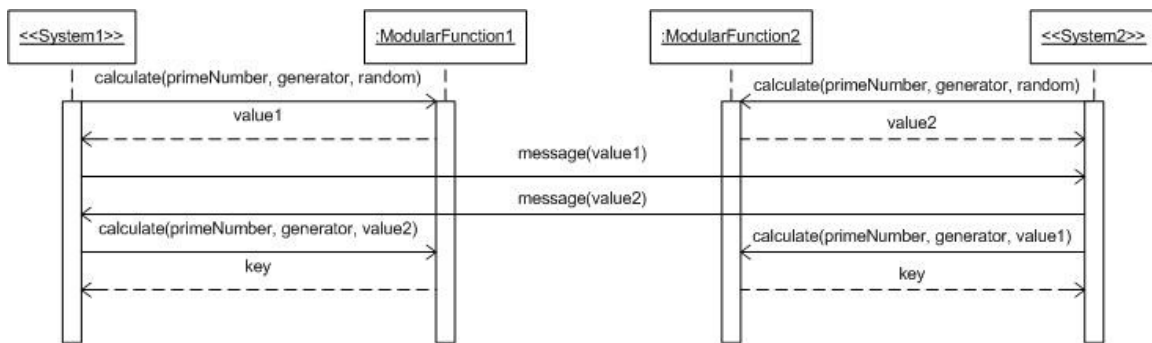 <<System1>>
:ModularFunction1
:ModularFunction2
<<System2>>
calculate(primeNumber, generator, random)
calculate(primeNumber, generator, random)
value1
value2
message(value1)
message(value2)
calculate(primeNumber, generator, value2)
calculate(primeNumber, generator, value1)
key
key